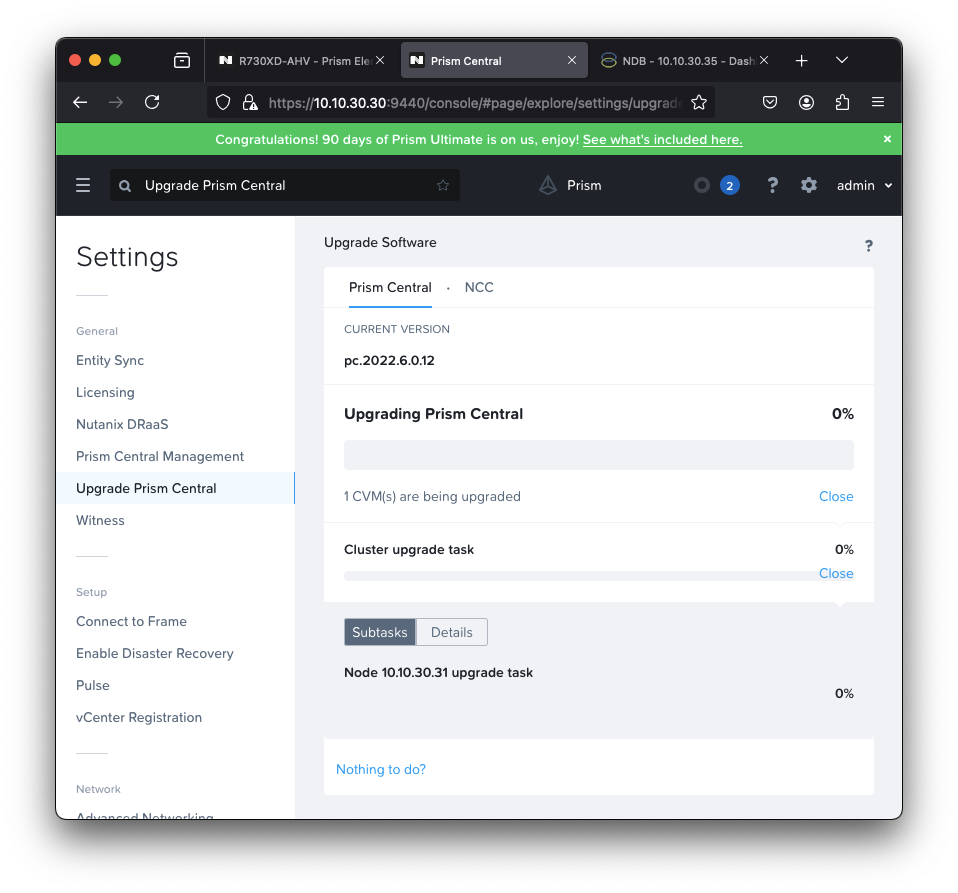 R730XD-AHV - Prism Ele
Prism Central
NDB - 10.10.30.35 - Dash
https://10.10.30.30:9440/console/#page/explore/settings/upgrade
Congratulations! 90 days of Prism Ultimate is on us, enjoy! See what's included here.
Upgrade Prism Central
Prism
2
?
admin
Settings
General
Entity Sync
Licensing
Nutanix DRaaS
Prism Central Management
Upgrade Prism Central
Witness
Setup
Connect to Frame
Enable Disaster Recovery
Pulse
vCenter Registration
Network
Advanced Networking
Upgrade Software
?
Prism Central · NCC
CURRENT VERSION
pc.2022.6.0.12
Upgrading Prism Central 0%
1 CVM(s) are being upgraded Close
Cluster upgrade task 0%
Close
Subtasks Details
Node 10.10.30.31 upgrade task
0%
Nothing to do?